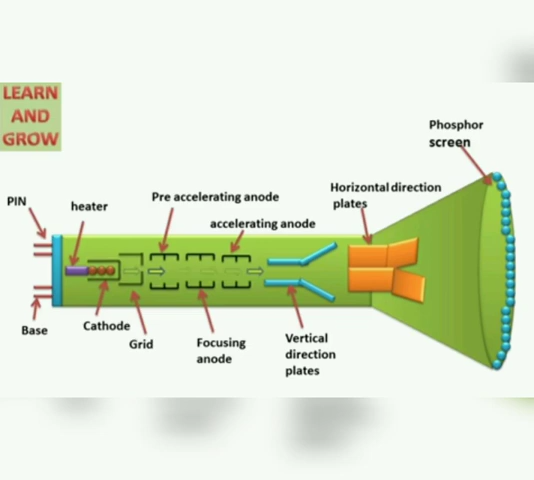 LEARN
AND
GROW
Phosphor
screen
PIN
heater
Pre accelerating anode
Horizontal direction
plates
accelerating anode
Base
Cathode
Grid
Focusing
anode
Vertical
direction
plates